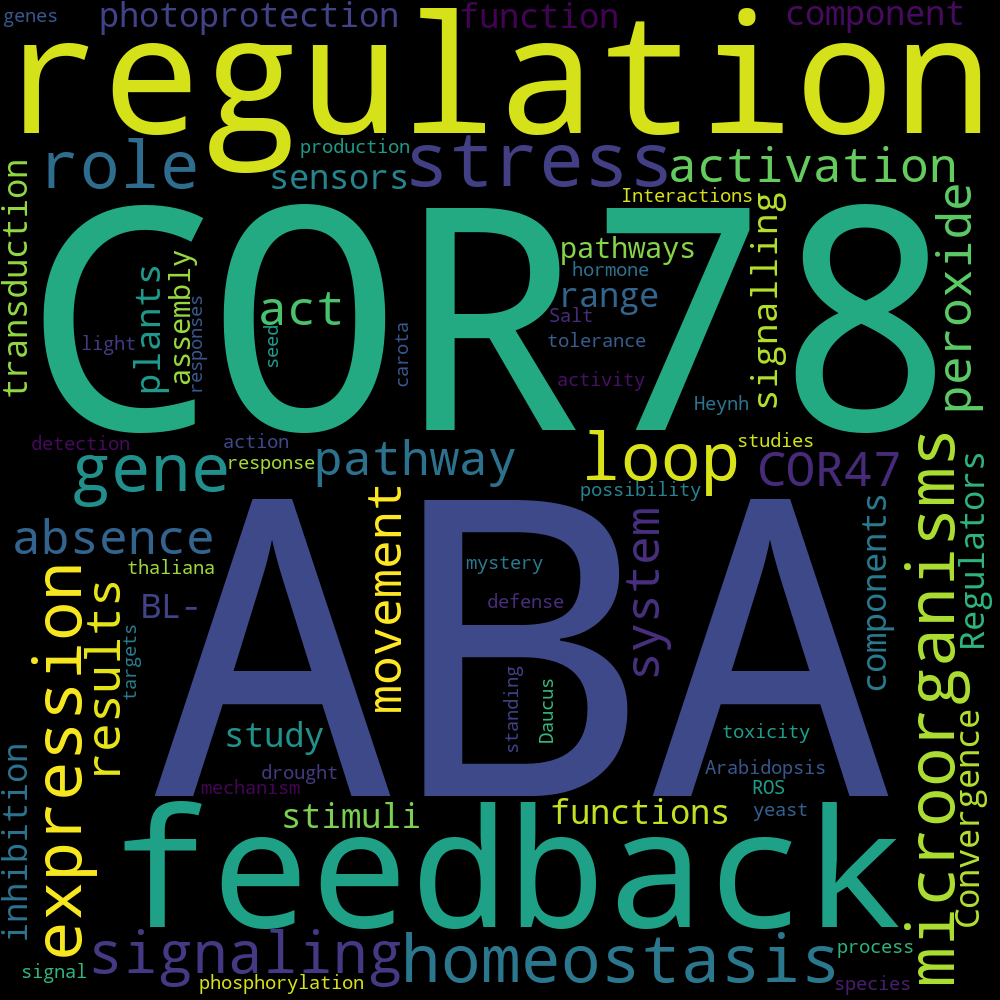 genes
photoprotection
function
component
regulation
production
role
sensors
stress
activation
Interactions
transduction
COR78
pathways
signalling
peroxide
hormone
plants
assembly
responses
act
range
Salt
light
seed
carota
tolerance
activity
Heynh
detection
action
studies
gene
response
pathway
loop
COR47
possibility
microorganisms
Regulators
absence
ABA
movement
system
components
thaliana
mystery
expression
results
BL-
defense
targets
standing
Daucus
study
toxicity
drought
Arabidopsis
mechanism
ROS
convergence
inhibition
stimuli
functions
yeast
feedback
signaling
homeostasis
process
signal
phosphorylation
species